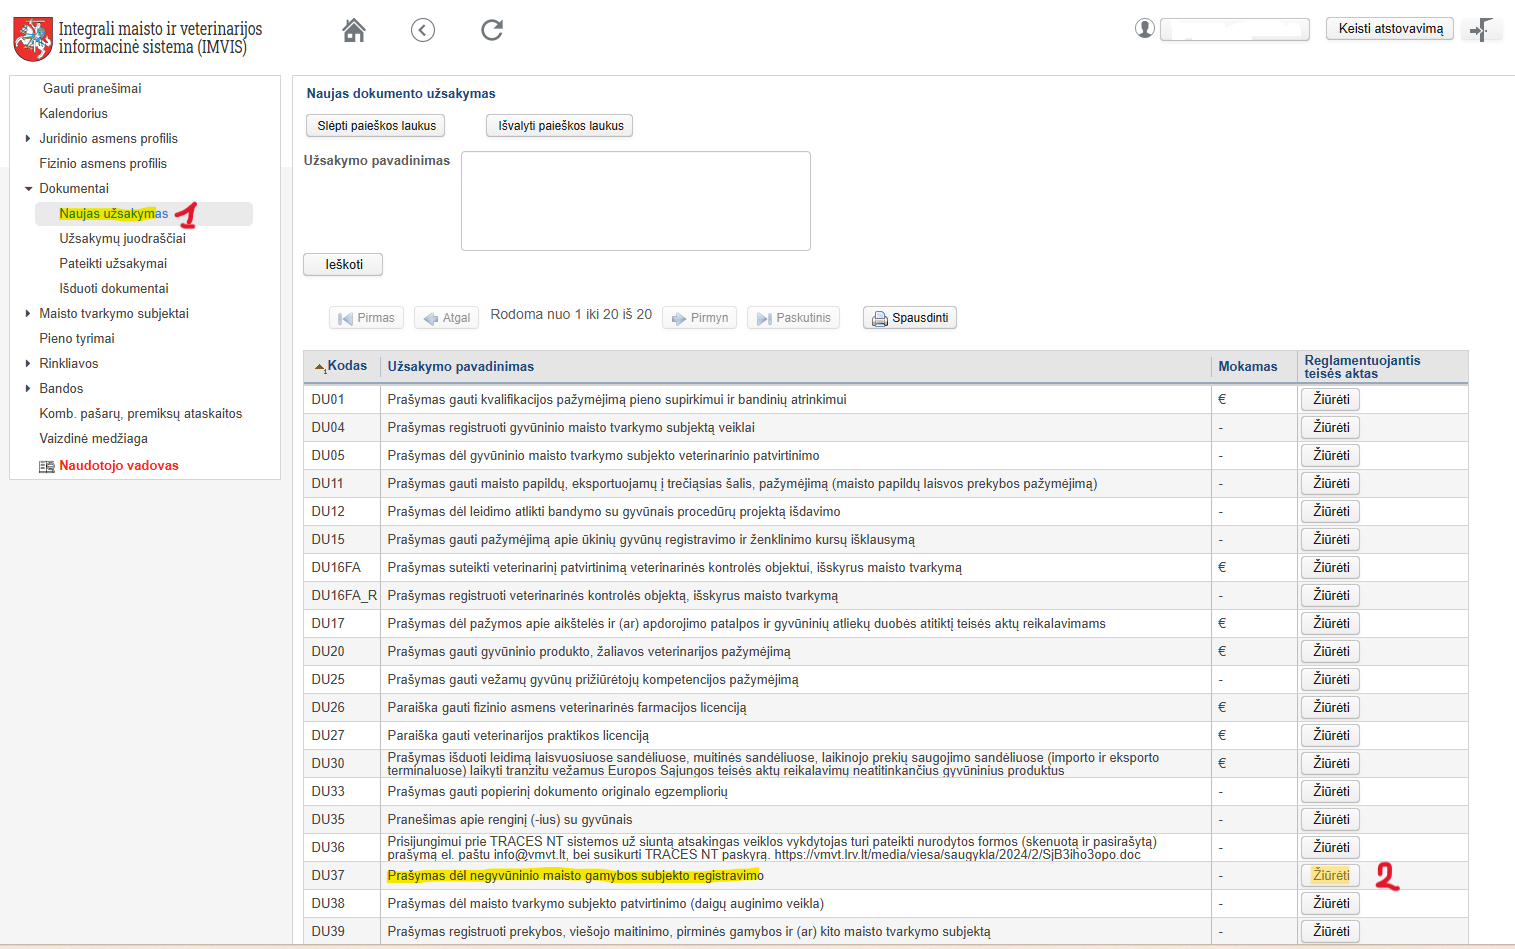 Integrali maisto ir veterinarijos
informacinė sistema (IMVIS)
Keisti atstovavimą
Gauti pranešimai
Kalendorius
Juridinio asmens profilis
Fizinio asmens profilis
Dokumentai
Naujas užsakymas 1
Užsakymų juodraščiai
Pateikti užsakymai
Išduoti dokumentai
Maisto tvarkymo subjektai
Pieno tyrimai
Rinkliavos
Bandos
Komb. pašarų, premiksų ataskaitos
Vaizdinė medžiaga
Naudotojo vadovas
Naujas dokumento užsakymas
Slėpti paieškos laukus Išvalyti paieškos laukus
Užsakymo pavadinimas
Ieškoti
Pirmas Atgal Rodoma nuo 1 iki 20 iš 20 Pirmyn Paskutinis Spausdinti
1 Kodas Užsakymo pavadinimas Mokamas Reglamentuojantis
teisės aktas
DU01 Prašymas gauti kvalifikacijos pažymėjimą pieno supirkimui ir bandinių atrinkimui € Žiūrėti
DU04 Prašymas registruoti gyvūninio maisto tvarkymo subjektą veiklai - Žiūrėti
DU05 Prašymas dėl gyvūninio maisto tvarkymo subjekto veterinarinio patvirtinimo - Žiūrėti
DU11 Prašymas gauti maisto papildų, eksportuojamų į trečiąsias šalis, pažymėjimą (maisto papildų laisvos prekybos pažymėjimą) - Žiūrėti
DU12 Prašymas dėl leidimo atlikti bandymo su gyvūnais procedūrų projektą išdavimo - Žiūrėti
DU15 Prašymas gauti pažymėjimą apie ūkinių gyvūnų registravimo ir ženklinimo kursų išklausymą - Žiūrėti
DU16FA Prašymas suteikti veterinarinį patvirtinimą veterinarinės kontrolės objektui, išskyrus maisto tvarkymą € Žiūrėti
DU16FA_R Prašymas registruoti veterinarinės kontrolės objektą, išskyrus maisto tvarkymą - Žiūrėti
DU17 Prašymas dėl pažymos apie aikštelės ir (ar) apdorojimo patalpos ir gyvūninių atliekų duobės atitiktį teisės aktų reikalavimams € Žiūrėti
DU20 Prašymas gauti gyvūninio produkto, žaliavos veterinarijos pažymėjimą € Žiūrėti
DU25 Prašymas gauti vežamų gyvūnų prižiūrėtojų kompetencijos pažymėjimą - Žiūrėti
DU26 Paraiška gauti fizinio asmens veterinarinės farmacijos licenciją € Žiūrėti
DU27 Paraiška gauti veterinarijos praktikos licenciją € Žiūrėti
DU30 Prašymas išduoti leidimą laisvuosiuose sandėliuose, muitinės sandėliuose, laikinojo prekių saugojimo sandėliuose (importo ir eksporto
terminaluose) laikyti tranzitu vežamus Europos Sąjungos teisės aktų reikalavimų neatitinkančius gyvūninius produktus € Žiūrėti
DU33 Prašymas gauti popierinį dokumento originalo egzempliorių - Žiūrėti
DU35 Pranešimas apie renginį (-ius) su gyvūnais - Žiūrėti
DU36 Prisijungimui prie TRACES NT sistemos už siuntą atsakingas veiklos vykdytojas turi pateikti nurodytos formos (skenuotą ir pasirašytą)
prašymą el. paštu info@vmvt.lt, bei susikurti TRACES NT paskyrą. https://vmvt.lrv.lt/media/viesa/saugykla/2024/2/SjB3iho3opo.doc - Žiūrėti
DU37 Prašymas dėl negyvūninio maisto gamybos subjekto registravimo - Žiūrėti 2
DU38 Prašymas dėl maisto tvarkymo subjekto patvirtinimo (daigų auginimo veikla) - Žiūrėti
DU39 Prašymas registruoti prekybos, viešojo maitinimo, pirminės gamybos ir (ar) kito maisto tvarkymo subjektą - Žiūrėti